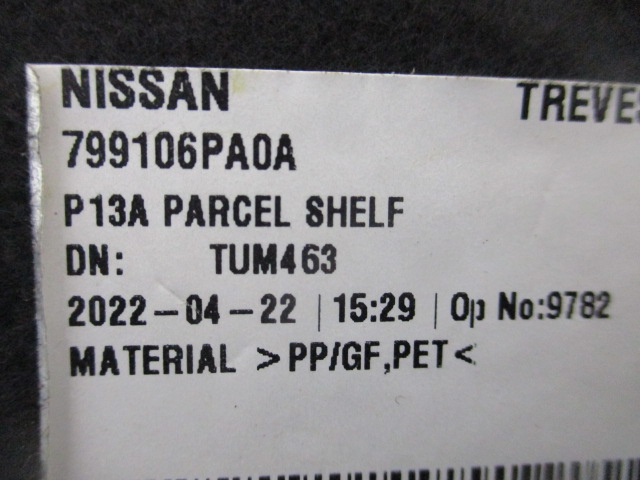 NISSAN TREVES
799106PA0A
P13A PARCEL SHELF
DN: TUM463
2022-04-22 | 15:29 | Op No:9782
MATERIAL >PP/GF,PET<